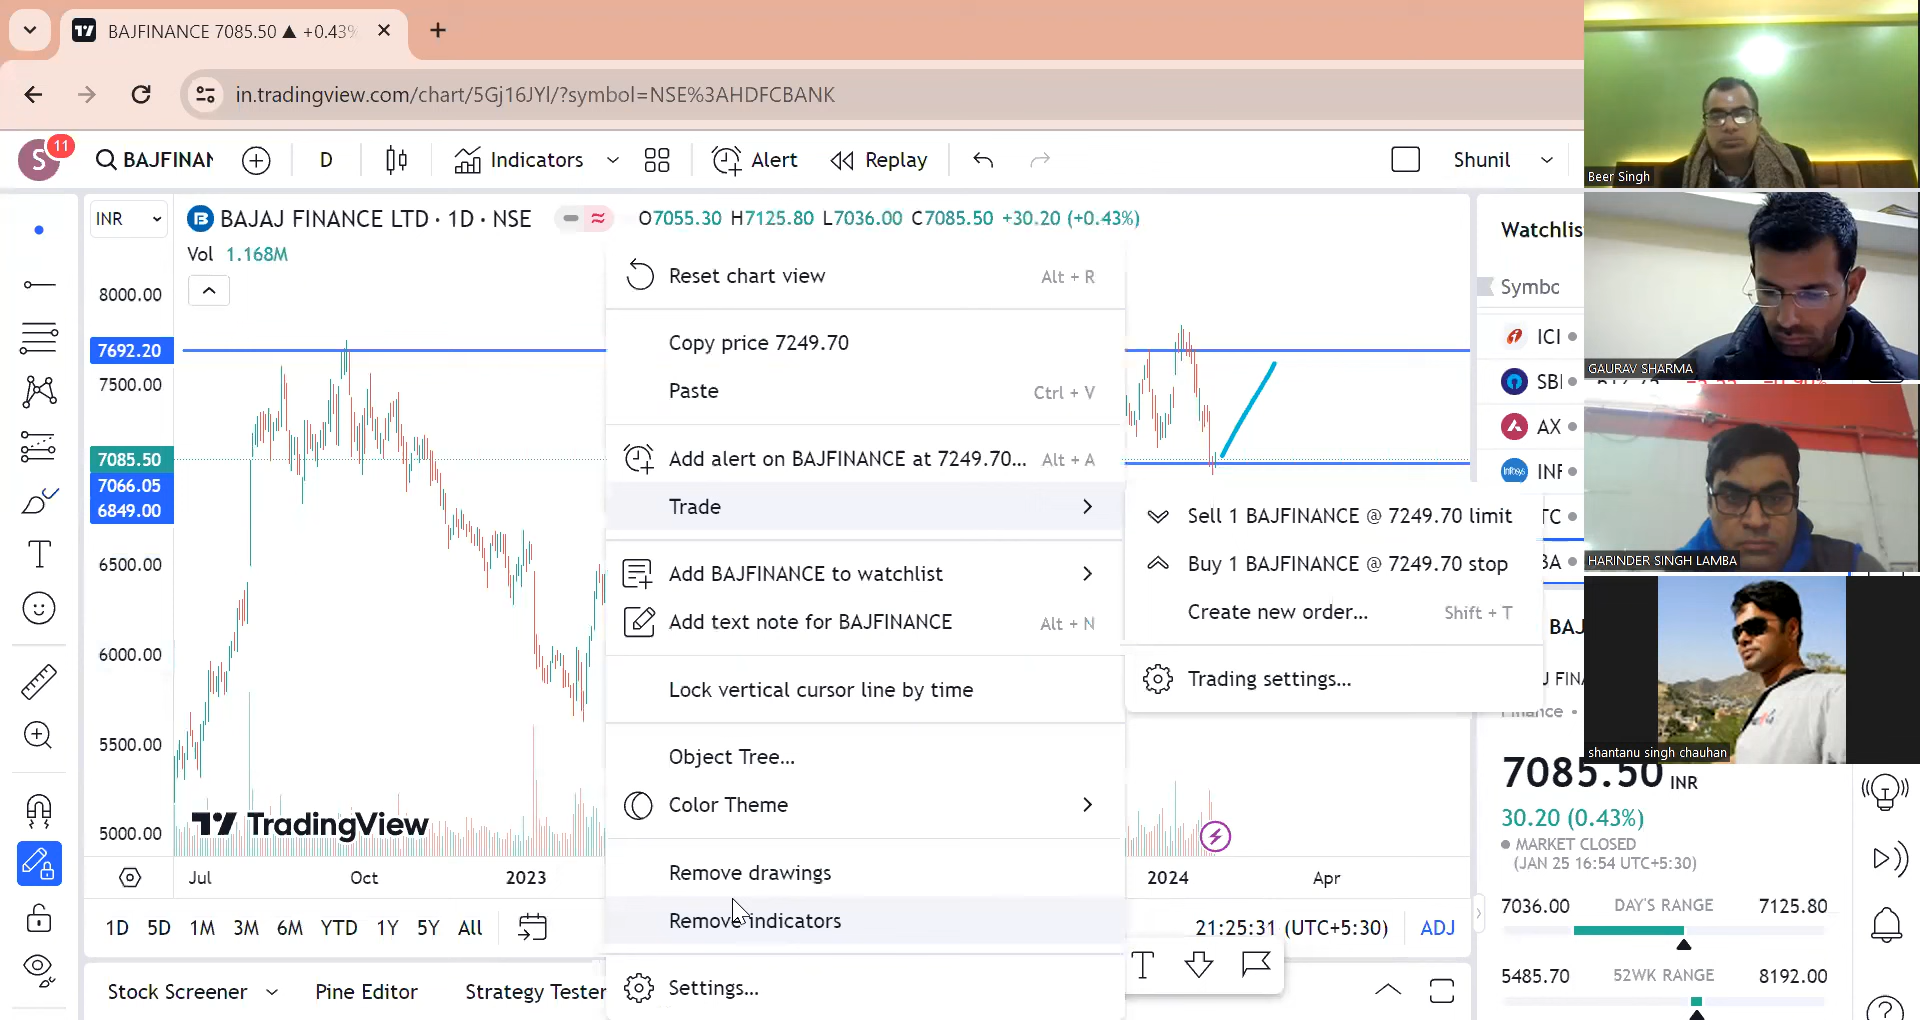 BAJFINANCE 7085.50 ▲ +0.43%
in.tradingview.com/chart/5Gj16JYl/?symbol=NSE%3AHDFCBANK
S 11 BAJFINAN D Indicators Alert Replay Shunil
INR BAJAJ FINANCE LTD · 1D · NSE O7055.30 H7125.80 L7036.00 C7085.50 +30.20 (+0.43%)
Vol 1.168M
8000.00
7692.20
7500.00
7085.50
7066.05
6849.00
6500.00
6000.00
5500.00
5000.00
TradingView
Jul Oct 2023 2024 Apr
1D 5D 1M 3M 6M YTD 1Y 5Y All 21:25:31 (UTC+5:30) ADJ
Stock Screener Pine Editor Strategy Tester
Reset chart view Alt + R
Copy price 7249.70
Paste Ctrl + V
Add alert on BAJFINANCE at 7249.70... Alt + A
Trade
Add BAJFINANCE to watchlist
Add text note for BAJFINANCE Alt + N
Lock vertical cursor line by time
Object Tree...
Color Theme
Remove drawings
Remove indicators
Settings...
Sell 1 BAJFINANCE @ 7249.70 limit
Buy 1 BAJFINANCE @ 7249.70 stop
Create new order... Shift + T
Trading settings...
Watchlis
Symbo
ICI
SBI
AX
INF
TC
BA
BAJ
J FINA
Finance
7085.50 INR
30.20 (0.43%)
MARKET CLOSED
(JAN 25 16:54 UTC+5:30)
7036.00 DAY'S RANGE 7125.80
5485.70 52WK RANGE 8192.00
Beer Singh
GAURAV SHARMA
HARINDER SINGH LAMBA
shantanu singh chauhan